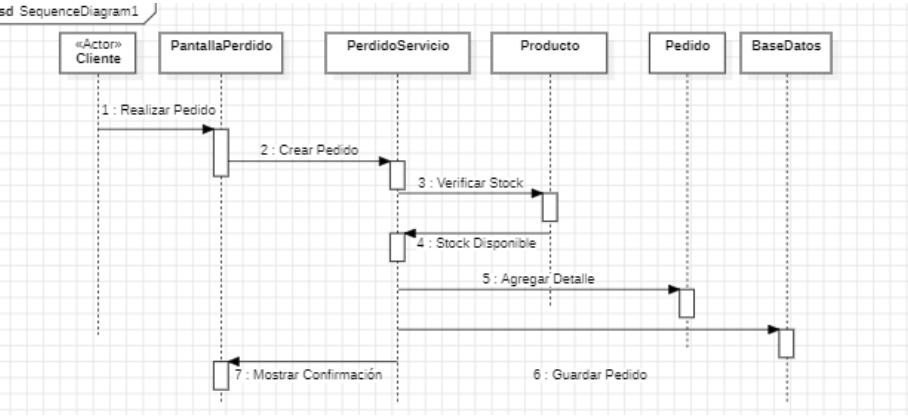 sd SequenceDiagram1
«Actor»
Cliente
PantallaPerdido
PerdidoServicio
Producto
Pedido
BaseDatos
1 : Realizar Pedido
2 : Crear Pedido
3 : Verificar Stock
4 : Stock Disponible
5 : Agregar Detalle
7 : Mostrar Confirmación
6 : Guardar Pedido